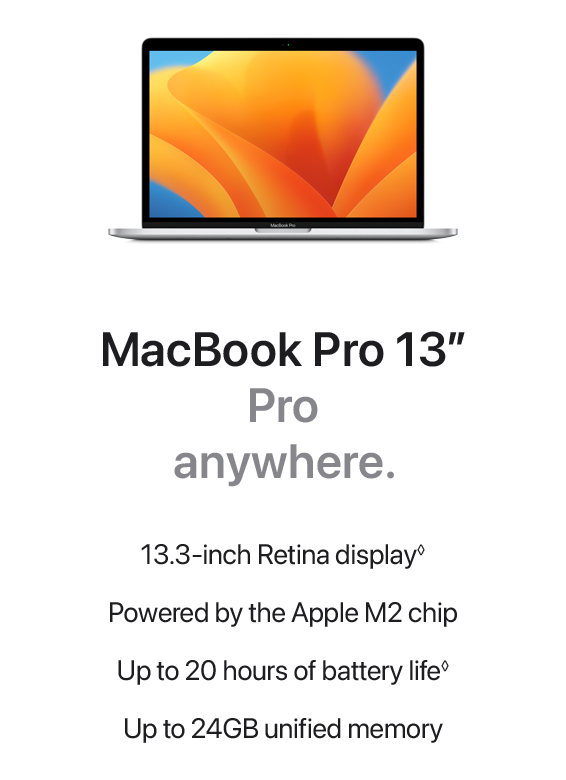 MacBook Pro
MacBook Pro 13″
Pro
anywhere.
13.3-inch Retina display◊
Powered by the Apple M2 chip
Up to 20 hours of battery life◊
Up to 24GB unified memory